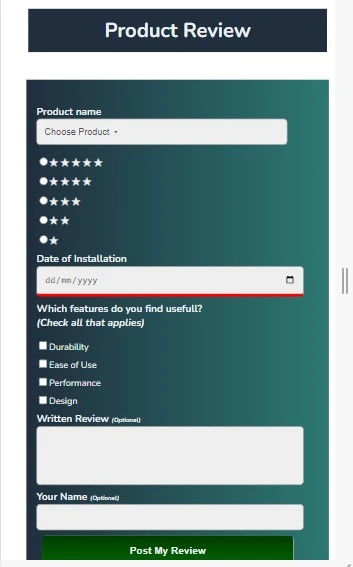 Product Review
Product name
Choose Product
★★★★★
★★★★
★★★
★★
★
Date of Installation
dd/mm/yyyy
Which features do you find usefull?
(Check all that applies)
Durability
Ease of Use
Performance
Design
Written Review (Optional)
Your Name (Optional)
Post My Review